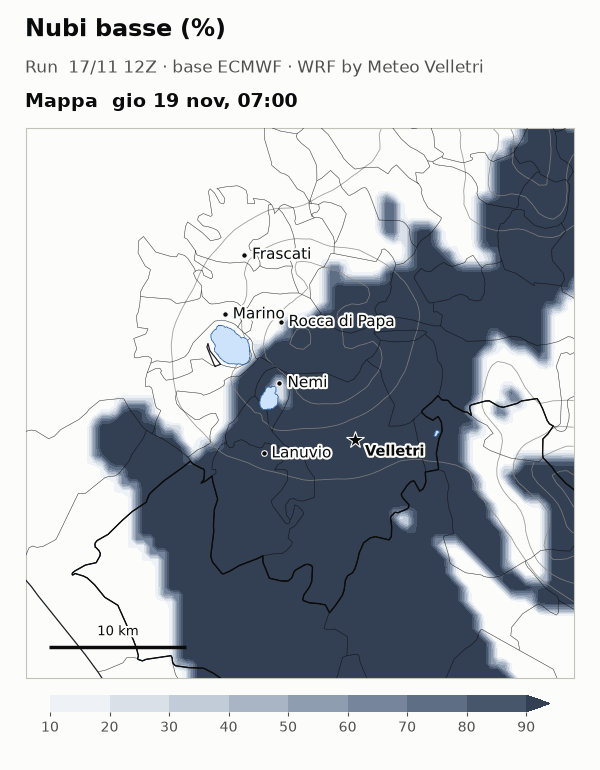 Nubi basse (%)
Run 17/11 12Z · base ECMWF · WRF by Meteo Velletri
Mappa gio 19 nov, 07:00
Frascati
Marino
Rocca di Papa
Nemi
Velletri
Lanuvio
10 km
10 20 30 40 50 60 70 80 90